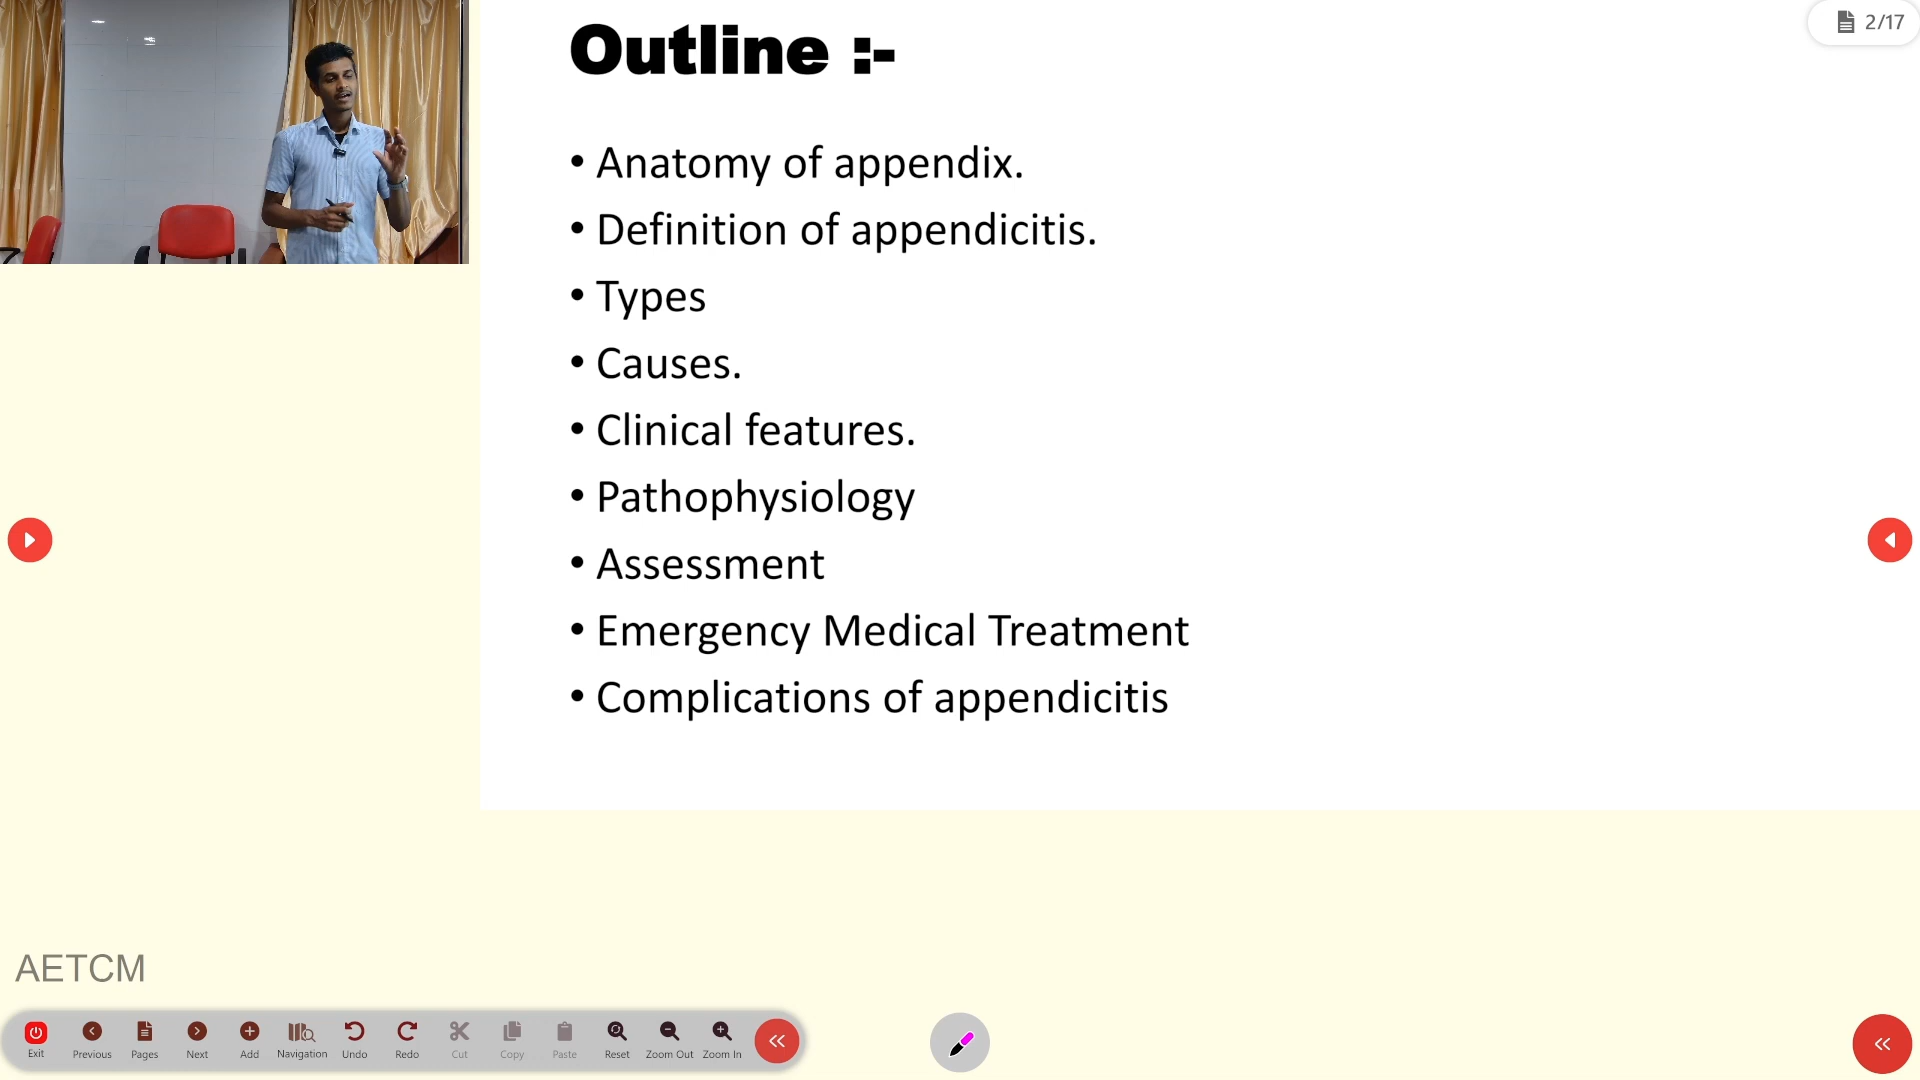 2/17
Outline :-
• Anatomy of appendix.
• Definition of appendicitis.
• Types
• Causes.
• Clinical features.
• Pathophysiology
• Assessment
• Emergency Medical Treatment
• Complications of appendicitis
AETCM
Exit Previous Pages Next Add Navigation Undo Redo Cut Copy Paste Reset Zoom Out Zoom In